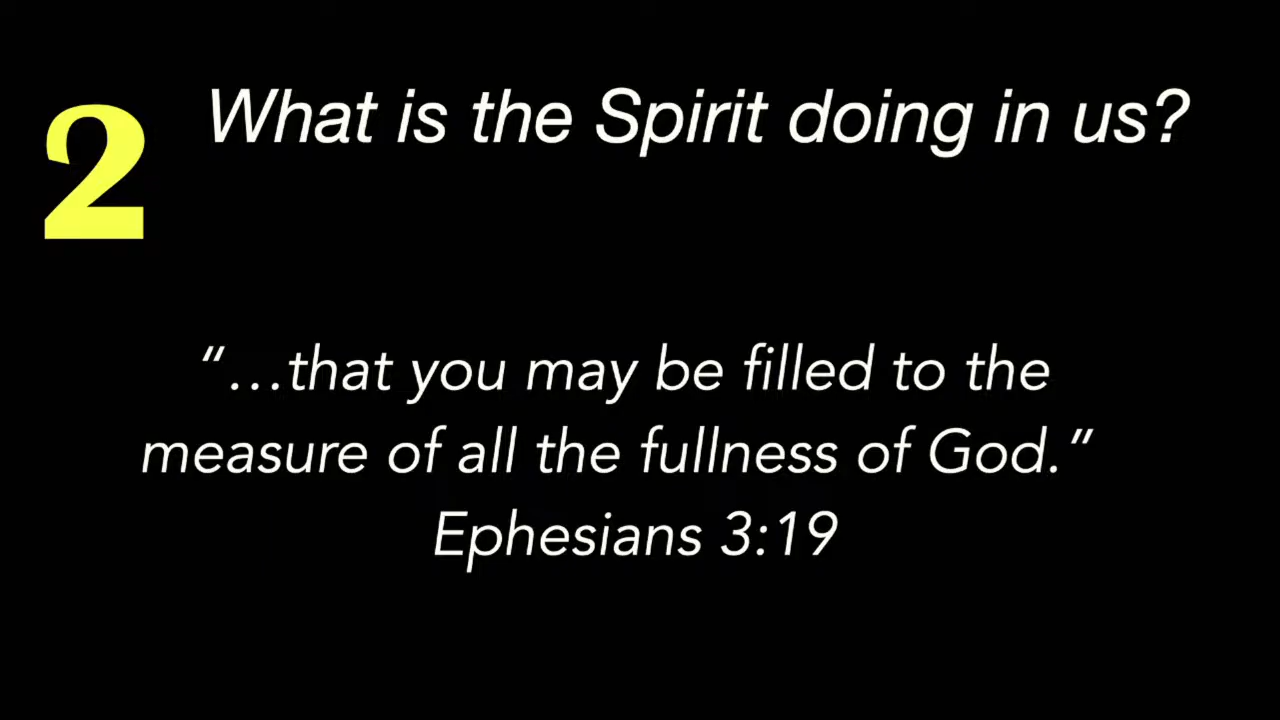 2 What is the Spirit doing in us?
“…that you may be filled to the
measure of all the fullness of God.”
Ephesians 3:19